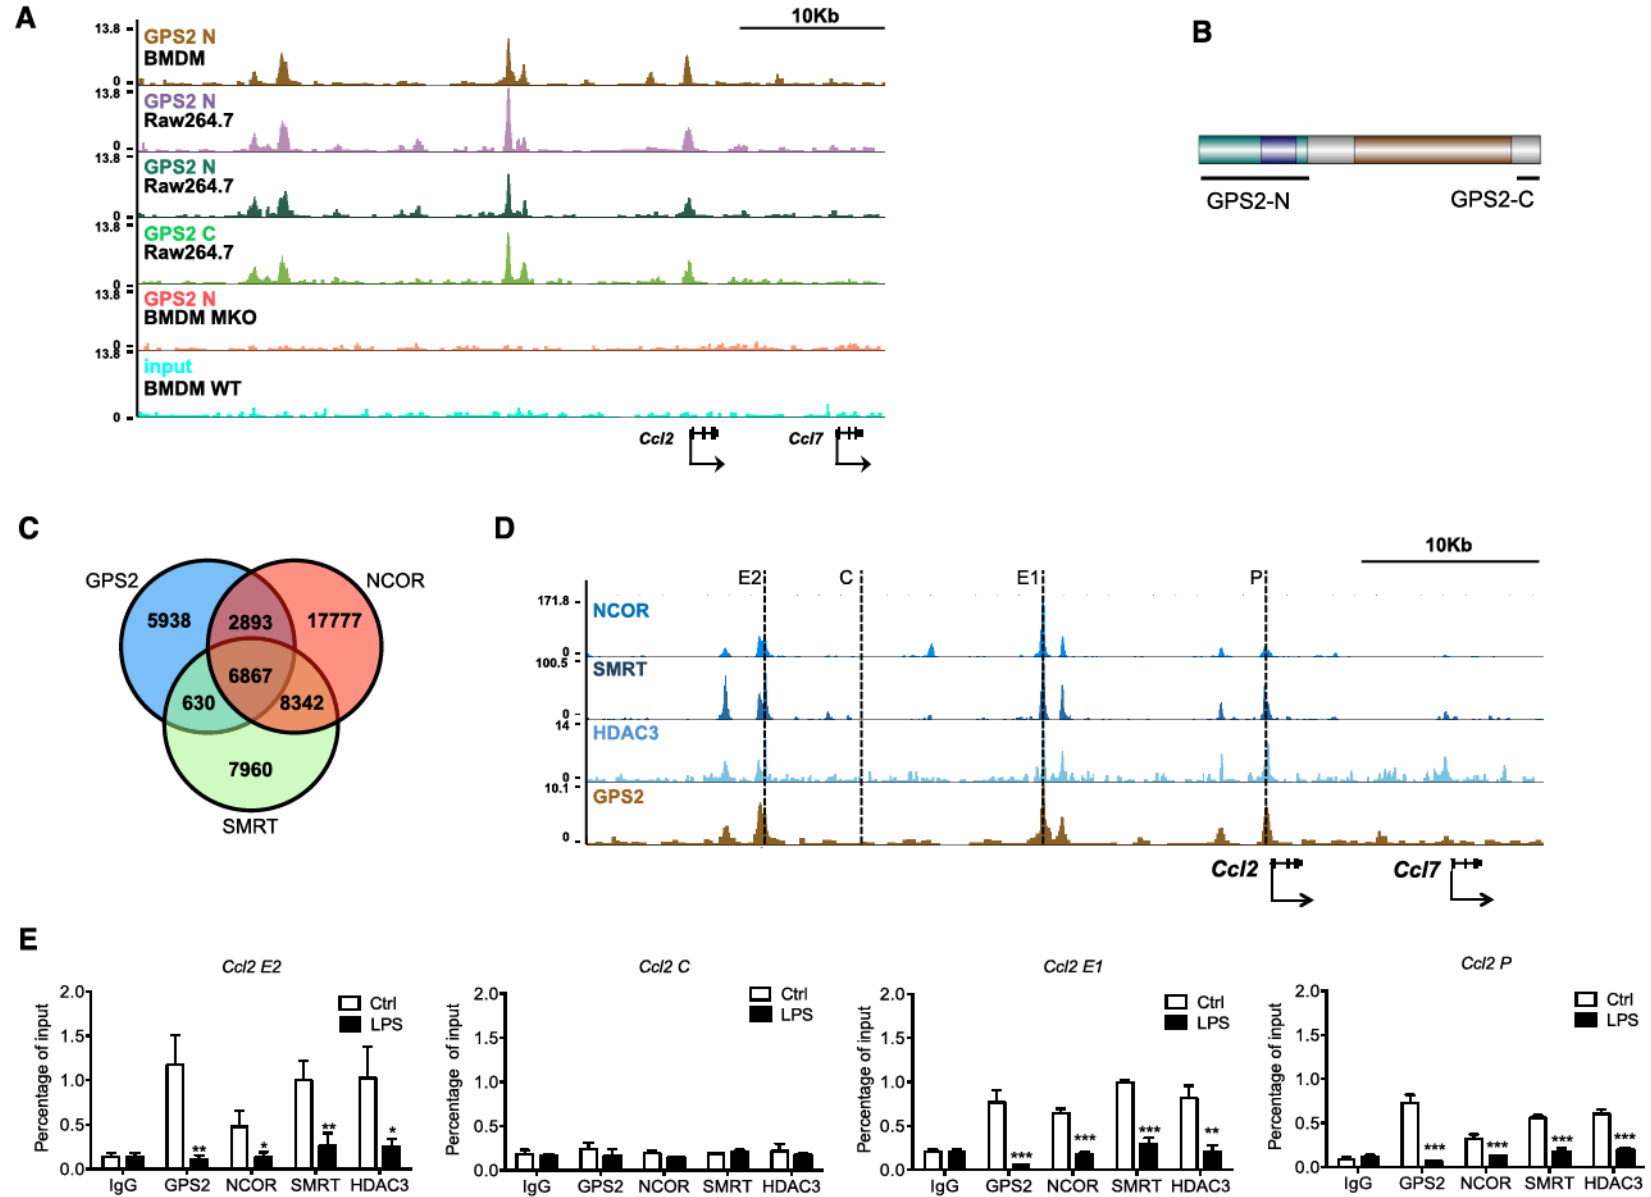 A
10Kb
13.8
GPS2 N
BMDM
0
13.8
GPS2 N
Raw264.7
0
13.8
GPS2 N
Raw264.7
0
13.8
GPS2 C
Raw264.7
0
13.8
GPS2 N
BMDM MKO
0
13.8
input
BMDM WT
0
Ccl2
Ccl7
B
GPS2-N
GPS2-C
C
GPS2
NCOR
5938
2893
17777
6867
630
8342
7960
SMRT
D
10Kb
E2
C
E1
P
171.8
NCOR
0
100.5
SMRT
0
14
HDAC3
0
10.1
GPS2
0
Ccl2
Ccl7
E
Ccl2 E2
Percentage of input
2.0
1.5
1.0
0.5
0.0
Ctrl
LPS
**
*
**
*
IgG GPS2 NCOR SMRT HDAC3
Ccl2 C
Percentage of input
2.0
1.5
1.0
0.5
0.0
Ctrl
LPS
IgG GPS2 NCOR SMRT HDAC3
Ccl2 E1
Percentage of input
2.0
1.5
1.0
0.5
0.0
Ctrl
LPS
***
***
***
**
IgG GPS2 NCOR SMRT HDAC3
Ccl2 P
Percentage of input
2.0
1.5
1.0
0.5
0.0
Ctrl
LPS
***
***
***
***
IgG GPS2 NCOR SMRT HDAC3